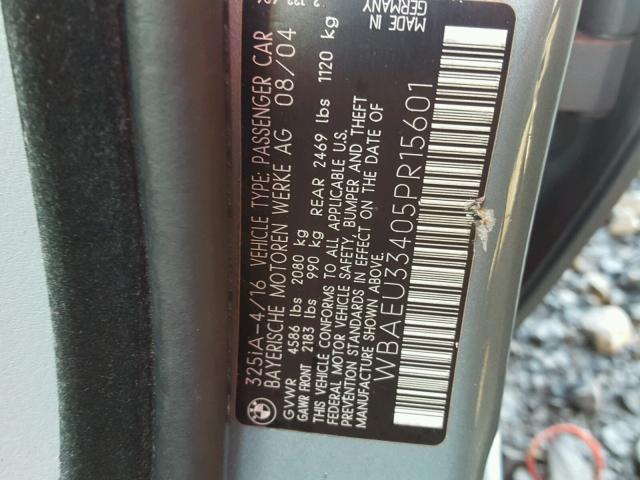 325iA-4/16 VEHICLE TYPE: PASSENGER CAR
BAYERISCHE MOTOREN WERKE AG 08/04
GVWR 4586 lbs 2080 kg
GAWR FRONT 2183 lbs 990 kg REAR 2469 lbs 1120 kg
THIS VEHICLE CONFORMS TO ALL APPLICABLE U.S.
FEDERAL MOTOR VEHICLE SAFETY, BUMPER AND THEFT
PREVENTION STANDARDS IN EFFECT ON THE DATE OF
MANUFACTURE SHOWN ABOVE.
WBAEU33405PR15601
MADE IN
GERMANY